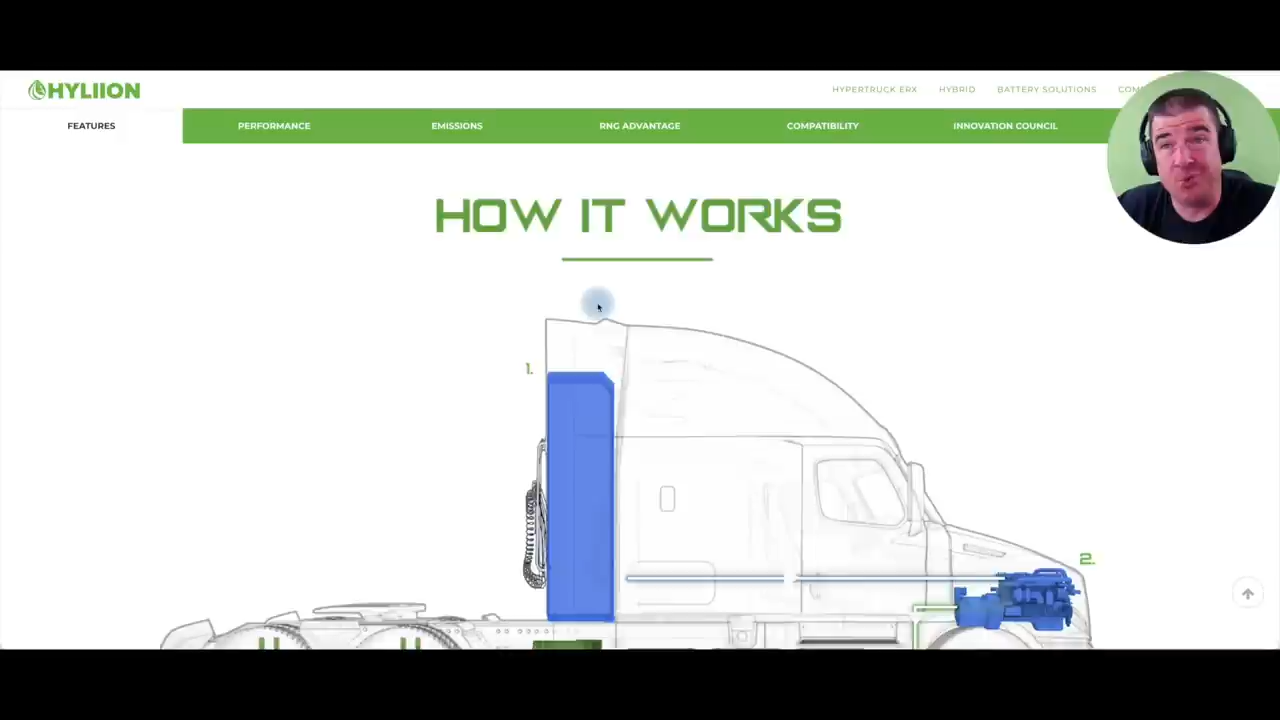 HYLIION
HYPERTRUCK ERX HYBRID BATTERY SOLUTIONS
FEATURES PERFORMANCE EMISSIONS RNG ADVANTAGE COMPATIBILITY INNOVATION COUNCIL
HOW IT WORKS
1.
2.